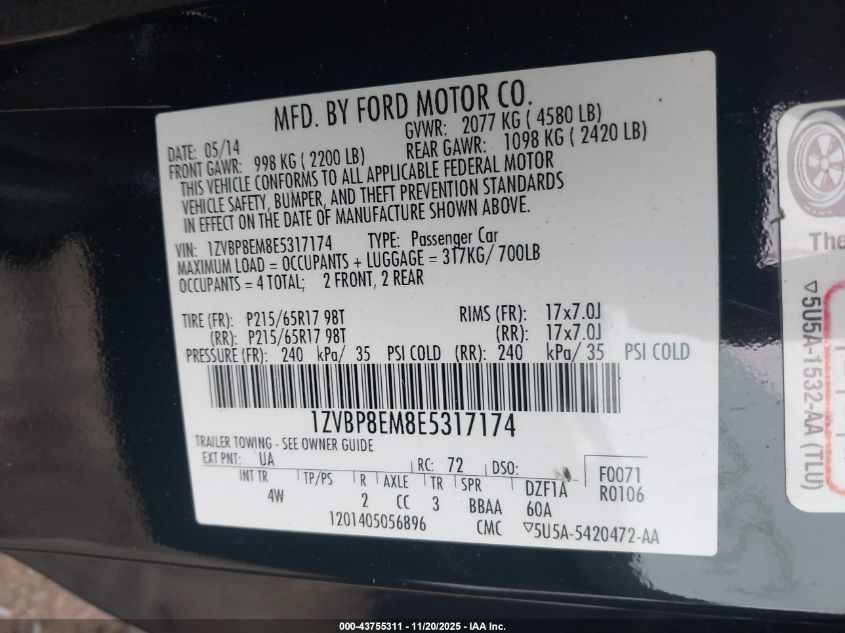 MFD. BY FORD MOTOR CO.
DATE: 05/14 GVWR: 2077 KG ( 4580 LB)
FRONT GAWR: 998 KG ( 2200 LB) REAR GAWR: 1098 KG ( 2420 LB)
THIS VEHICLE CONFORMS TO ALL APPLICABLE FEDERAL MOTOR
VEHICLE SAFETY, BUMPER, AND THEFT PREVENTION STANDARDS
IN EFFECT ON THE DATE OF MANUFACTURE SHOWN ABOVE.
VIN: 1ZVBP8EM8E5317174 TYPE: Passenger Car
MAXIMUM LOAD = OCCUPANTS + LUGGAGE = 317KG/ 700LB
OCCUPANTS = 4 TOTAL; 2 FRONT, 2 REAR
TIRE (FR): P215/65R17 98T RIMS (FR): 17x7.0J
(RR): P215/65R17 98T (RR): 17x7.0J
PRESSURE (FR): 240 kPa/ 35 PSI COLD (RR): 240 kPa/ 35 PSI COLD
1ZVBP8EM8E5317174
TRAILER TOWING - SEE OWNER GUIDE
EXT PNT: UA RC: 72 DSO: F0071
INT TR TP/PS R AXLE TR SPR DZF1A R0106
4W 2 CC 3 BBAA 60A
1201405056896 CMC ▽5U5A-5420472-AA
The
▽5U5A-1532-AA (TLU)
000-43755311 - 11/20/2025 - IAA Inc.